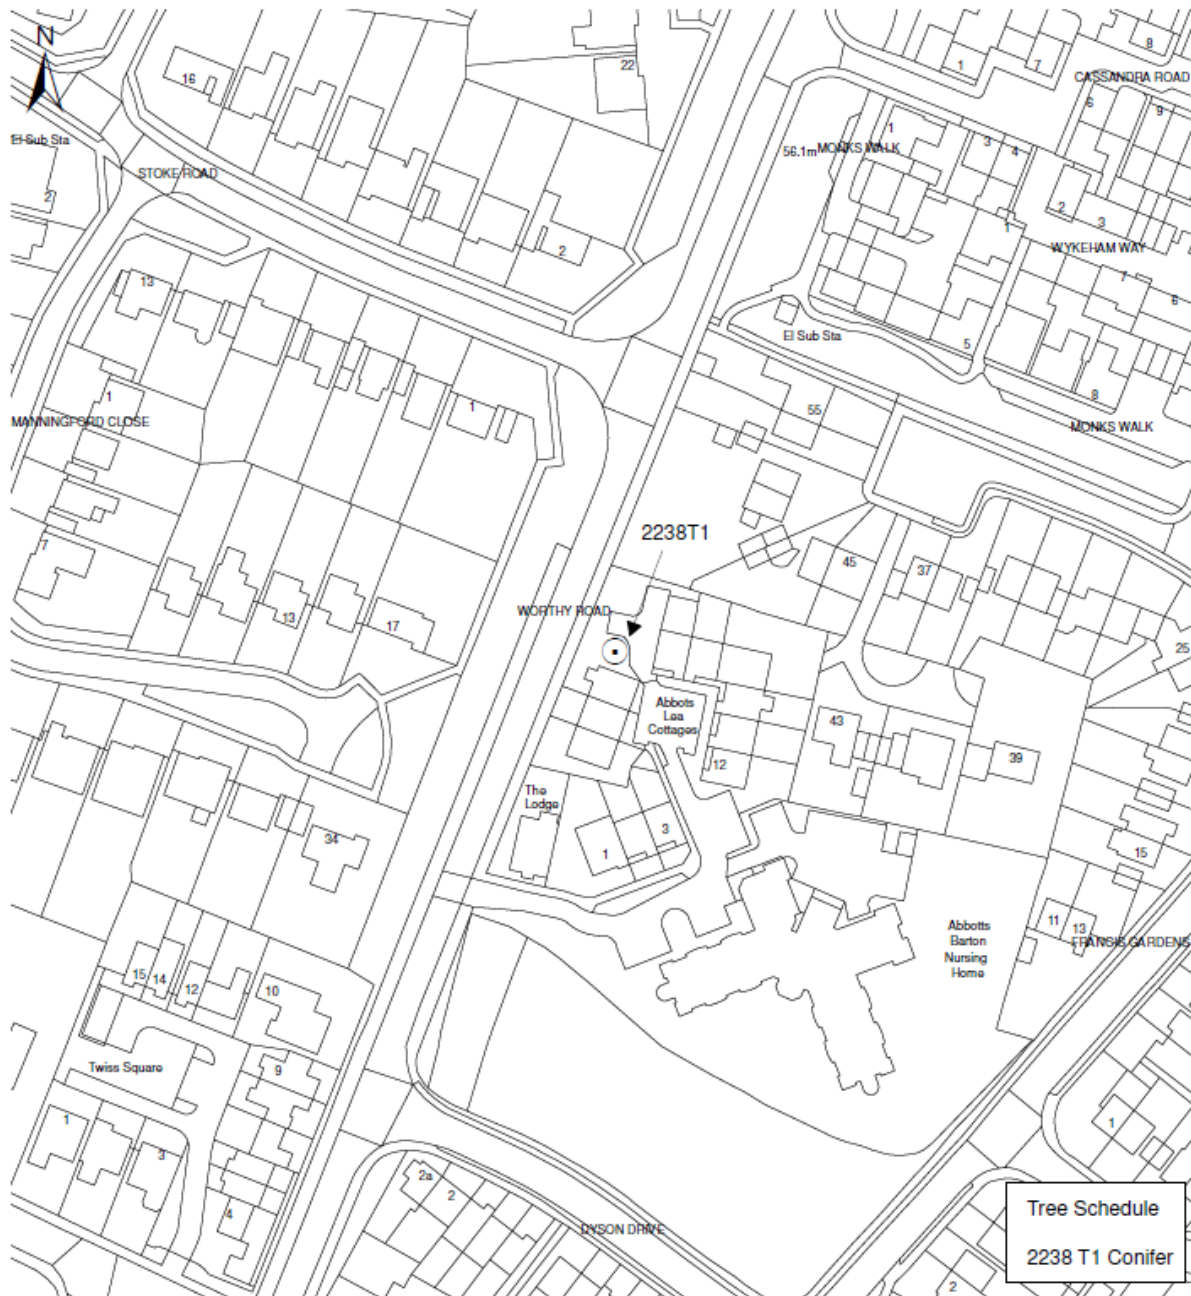 N
22
16
8
1
7
CASSANDRA ROAD
6
9
1
El Sub Sta
56.1m
MONKS WALK
3
4
STOKE ROAD
2
2
3
1
2
WYKEHAM WAY
13
7
6
El Sub Sta
5
1
1
8
55
MANNINGFORD CLOSE
MONKS WALK
2238T1
7
45
37
WORTHY ROAD
13
17
25
Abbots
Lea
Cottages
43
39
12
The
Lodge
3
34
1
15
11
13
Abbotts
Barton
Nursing
Home
FRANSIS GARDENS
15
14
12
10
Twiss Square
9
1
3
1
2a
2
4
DYSON DRIVE
2
Tree Schedule
2238 T1 Conifer